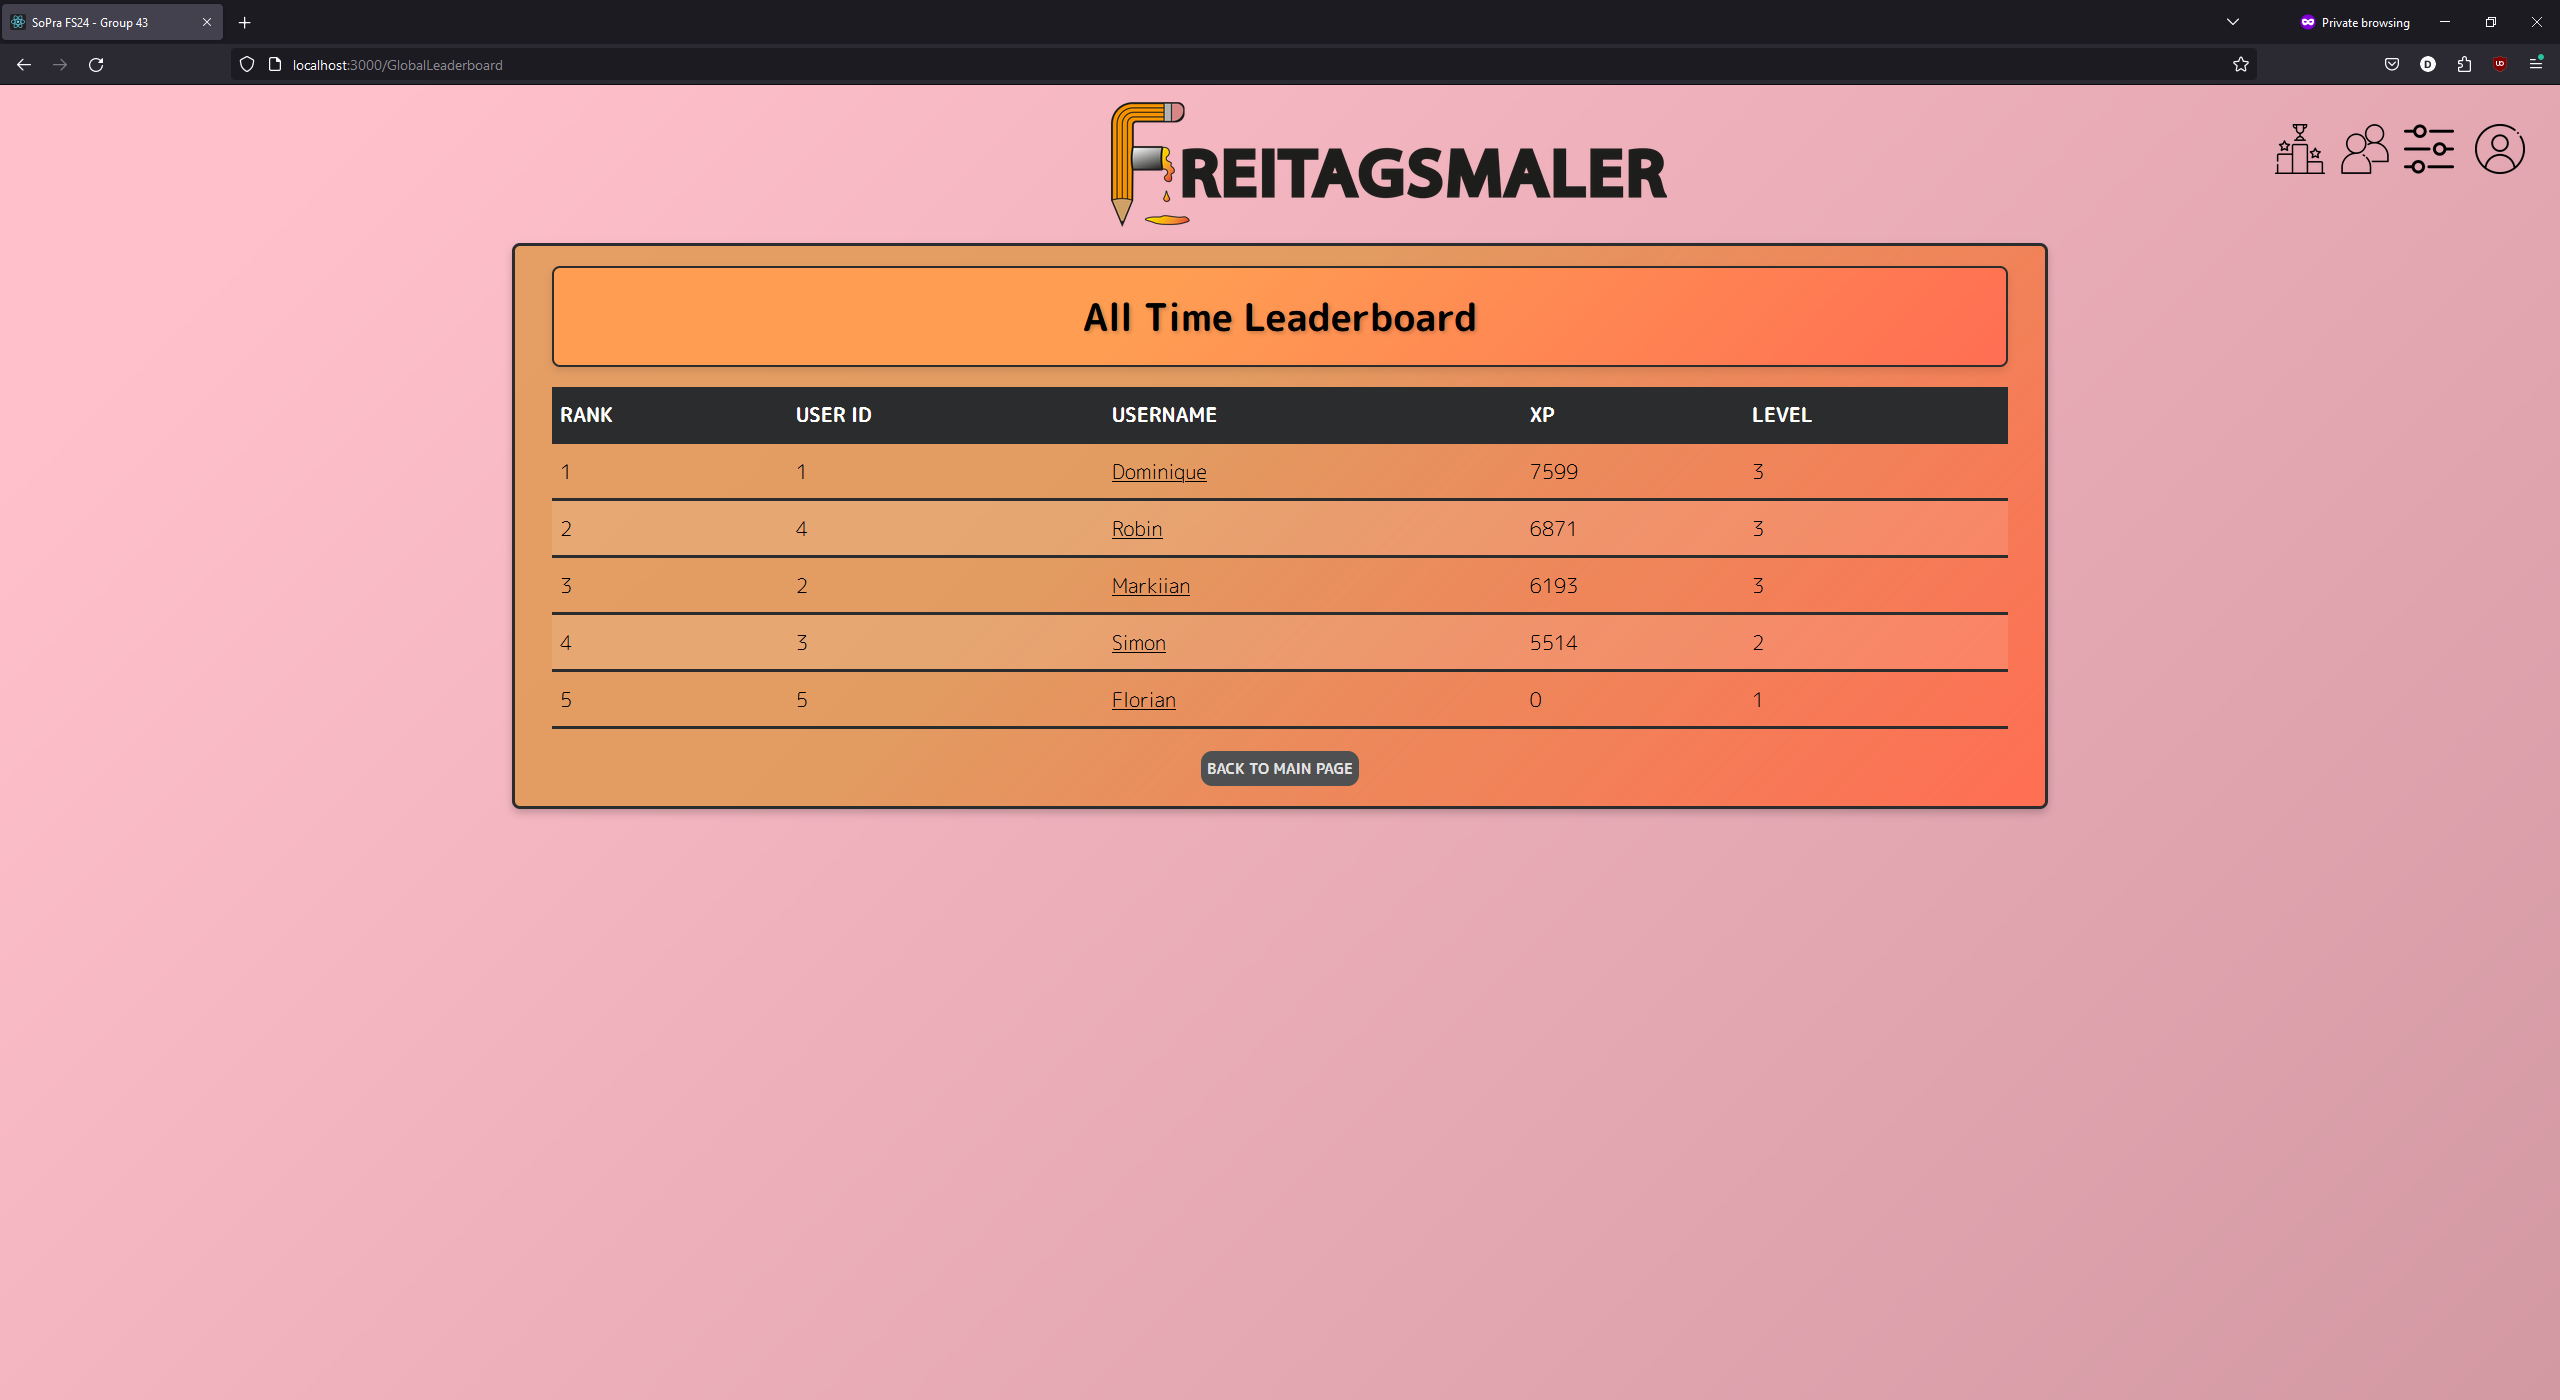 SoPra FS24 - Group 43
Private browsing
localhost:3000/GlobalLeaderboard
FREITAGSMALER
All Time Leaderboard
RANK USER ID USERNAME XP LEVEL
1 1 Dominique 7599 3
2 4 Robin 6871 3
3 2 Markiian 6193 3
4 3 Simon 5514 2
5 5 Florian 0 1
BACK TO MAIN PAGE